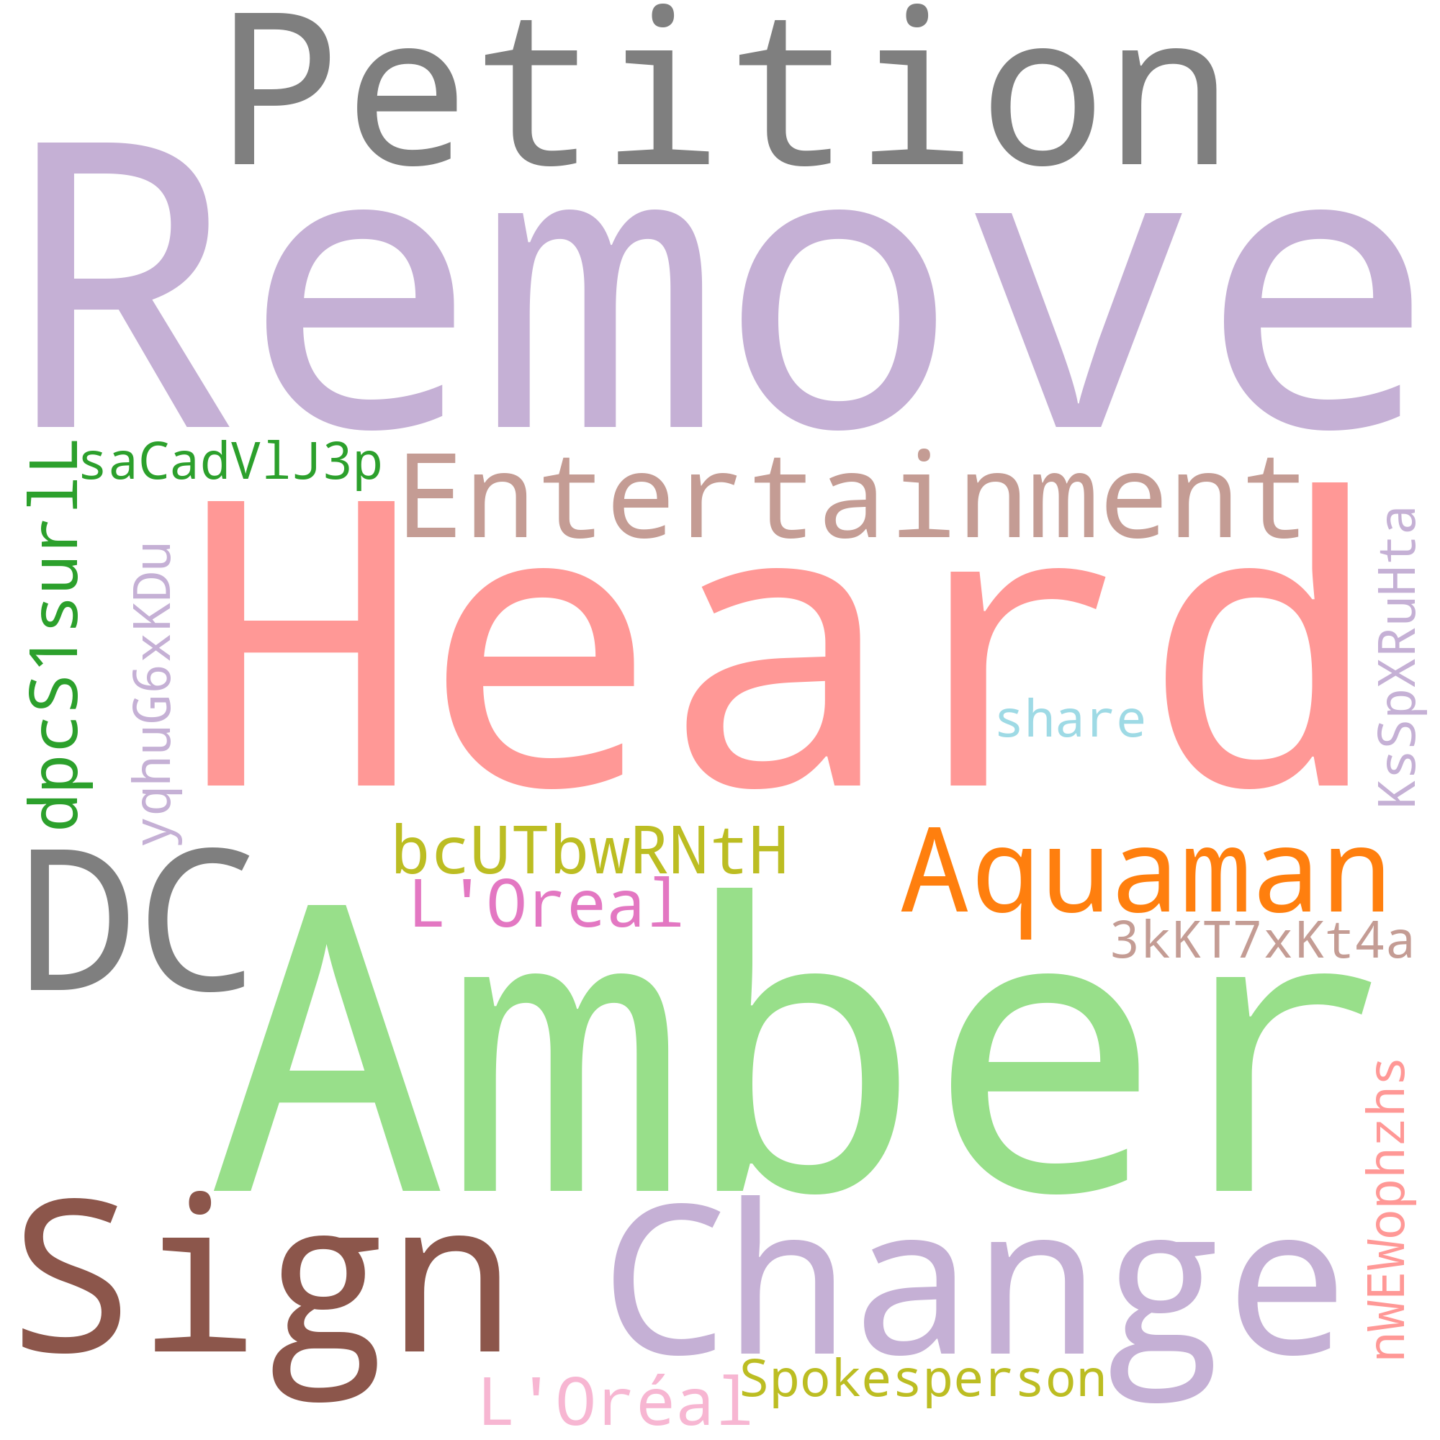 Petition
Remove
saCadVlJ3p
Entertainment
dpcS1surlL
yqhuG6xKDu
Heard
share
KsSpXRuHta
bcUTbwRNtH
L'Oreal
Aquaman
DC
3kKT7xKt4a
Amber
nWEWophzhs
Sign
Change
Spokesperson
L'Oréal